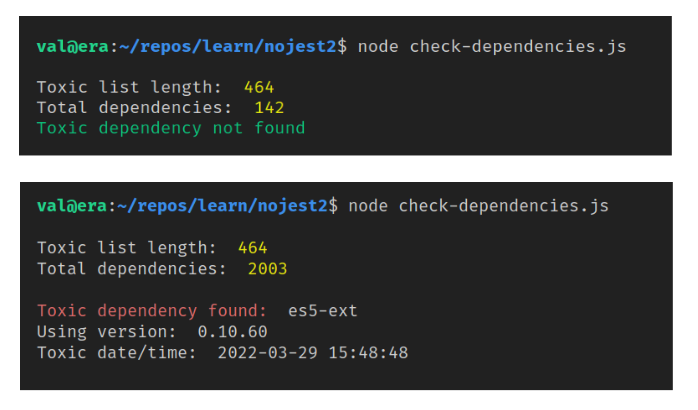 val@era:~/repos/learn/nojest2$ node check-dependencies.js
Toxic list length:  464
Total dependencies:  142
Toxic dependency not found
val@era:~/repos/learn/nojest2$ node check-dependencies.js
Toxic list length:  464
Total dependencies:  2003
Toxic dependency found:  es5-ext
Using version:  0.10.60
Toxic date/time:  2022-03-29 15:48:48